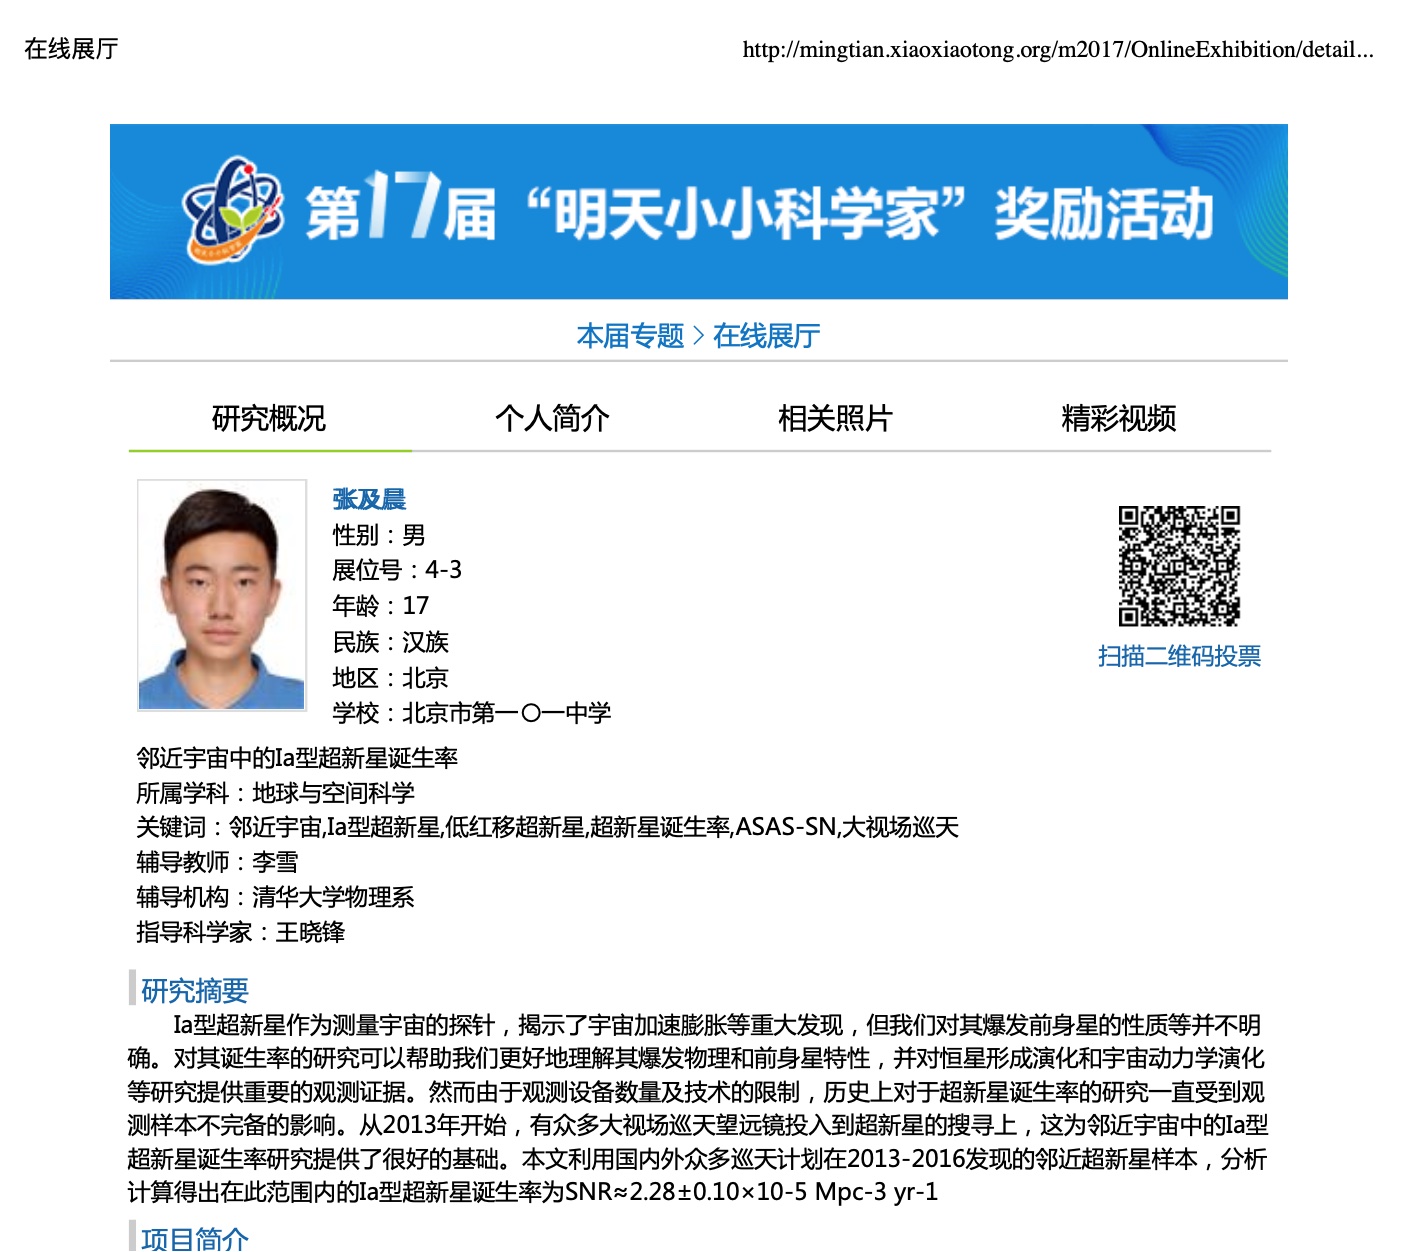 在线展厅
http://mingtian.xiaoxiaotong.org/m2017/OnlineExhibition/detail...
第17届“明天小小科学家”奖励活动
本届专题 > 在线展厅
研究概况 个人简介 相关照片 精彩视频
张及晨
性别：男
展位号：4-3
年龄：17
民族：汉族
地区：北京
学校：北京市第一〇一中学
扫描二维码投票
邻近宇宙中的Ia型超新星诞生率
所属学科：地球与空间科学
关键词：邻近宇宙,Ia型超新星,低红移超新星,超新星诞生率,ASAS-SN,大视场巡天
辅导教师：李雪
辅导机构：清华大学物理系
指导科学家：王晓锋
研究摘要
Ia型超新星作为测量宇宙的探针，揭示了宇宙加速膨胀等重大发现，但我们对其爆发前身星的性质等并不明
确。对其诞生率的研究可以帮助我们更好地理解其爆发物理和前身星特性，并对恒星形成演化和宇宙动力学演化
等研究提供重要的观测证据。然而由于观测设备数量及技术的限制，历史上对于超新星诞生率的研究一直受到观
测样本不完备的影响。从2013年开始，有众多大视场巡天望远镜投入到超新星的搜寻上，这为邻近宇宙中的Ia型
超新星诞生率研究提供了很好的基础。本文利用国内外众多巡天计划在2013-2016发现的邻近超新星样本，分析
计算得出在此范围内的Ia型超新星诞生率为SNR≈2.28±0.10×10-5 Mpc-3 yr-1
项目简介